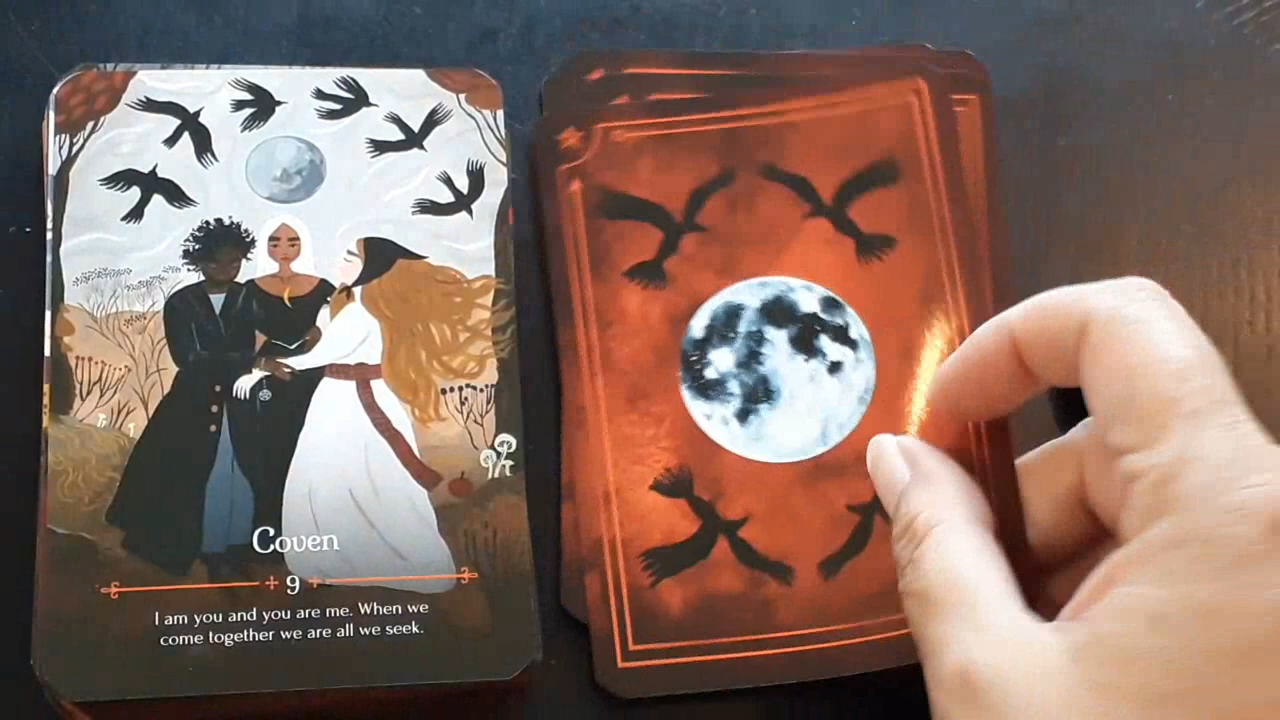 Coven
9
I am you and you are me. When we
come together we are all we seek.